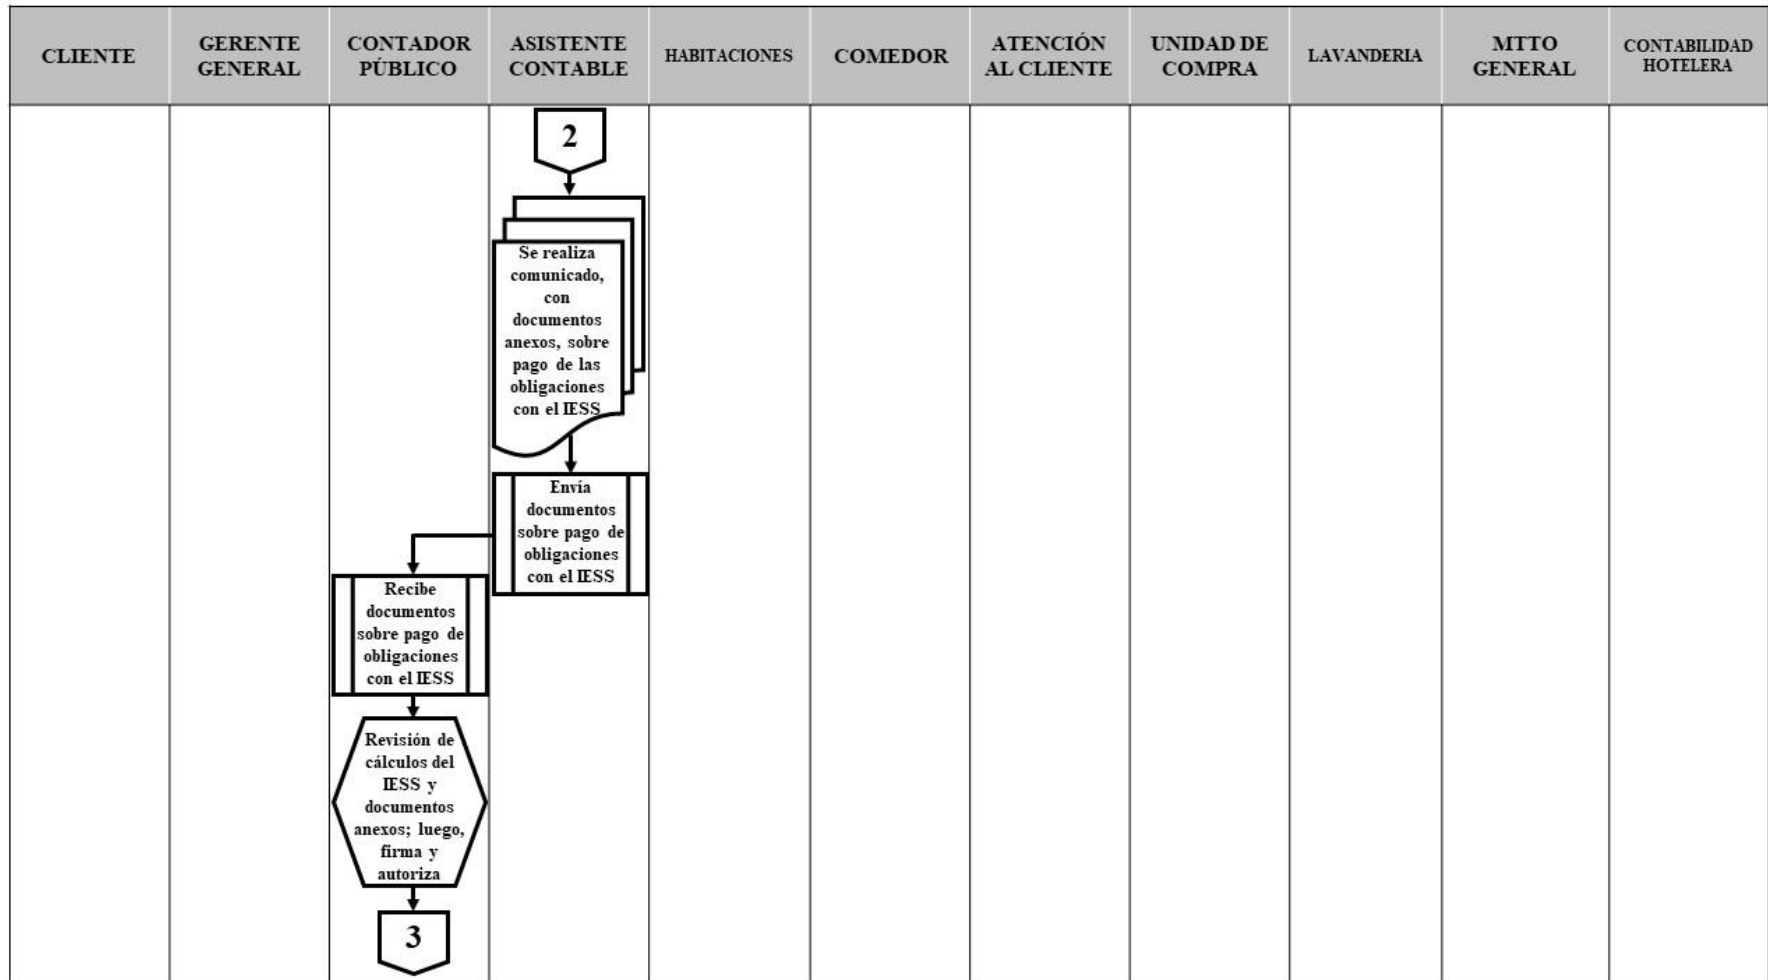 CLIENTE
GERENTE
GENERAL
CONTADOR
PÚBLICO
ASISTENTE
CONTABLE
HABITACIONES
COMEDOR
ATENCIÓN
AL CLIENTE
UNIDAD DE
COMPRA
LAVANDERIA
MTTO
GENERAL
CONTABILIDAD
HOTELERA
2
Se realiza
comunicado,
con
documentos
anexos, sobre
pago de las
obligaciones
con el IESS
Envía
documentos
sobre pago de
obligaciones
con el IESS
Recibe
documentos
sobre pago de
obligaciones
con el IESS
Revisión de
cálculos del
IESS y
documentos
anexos; luego,
firma y
autoriza
3